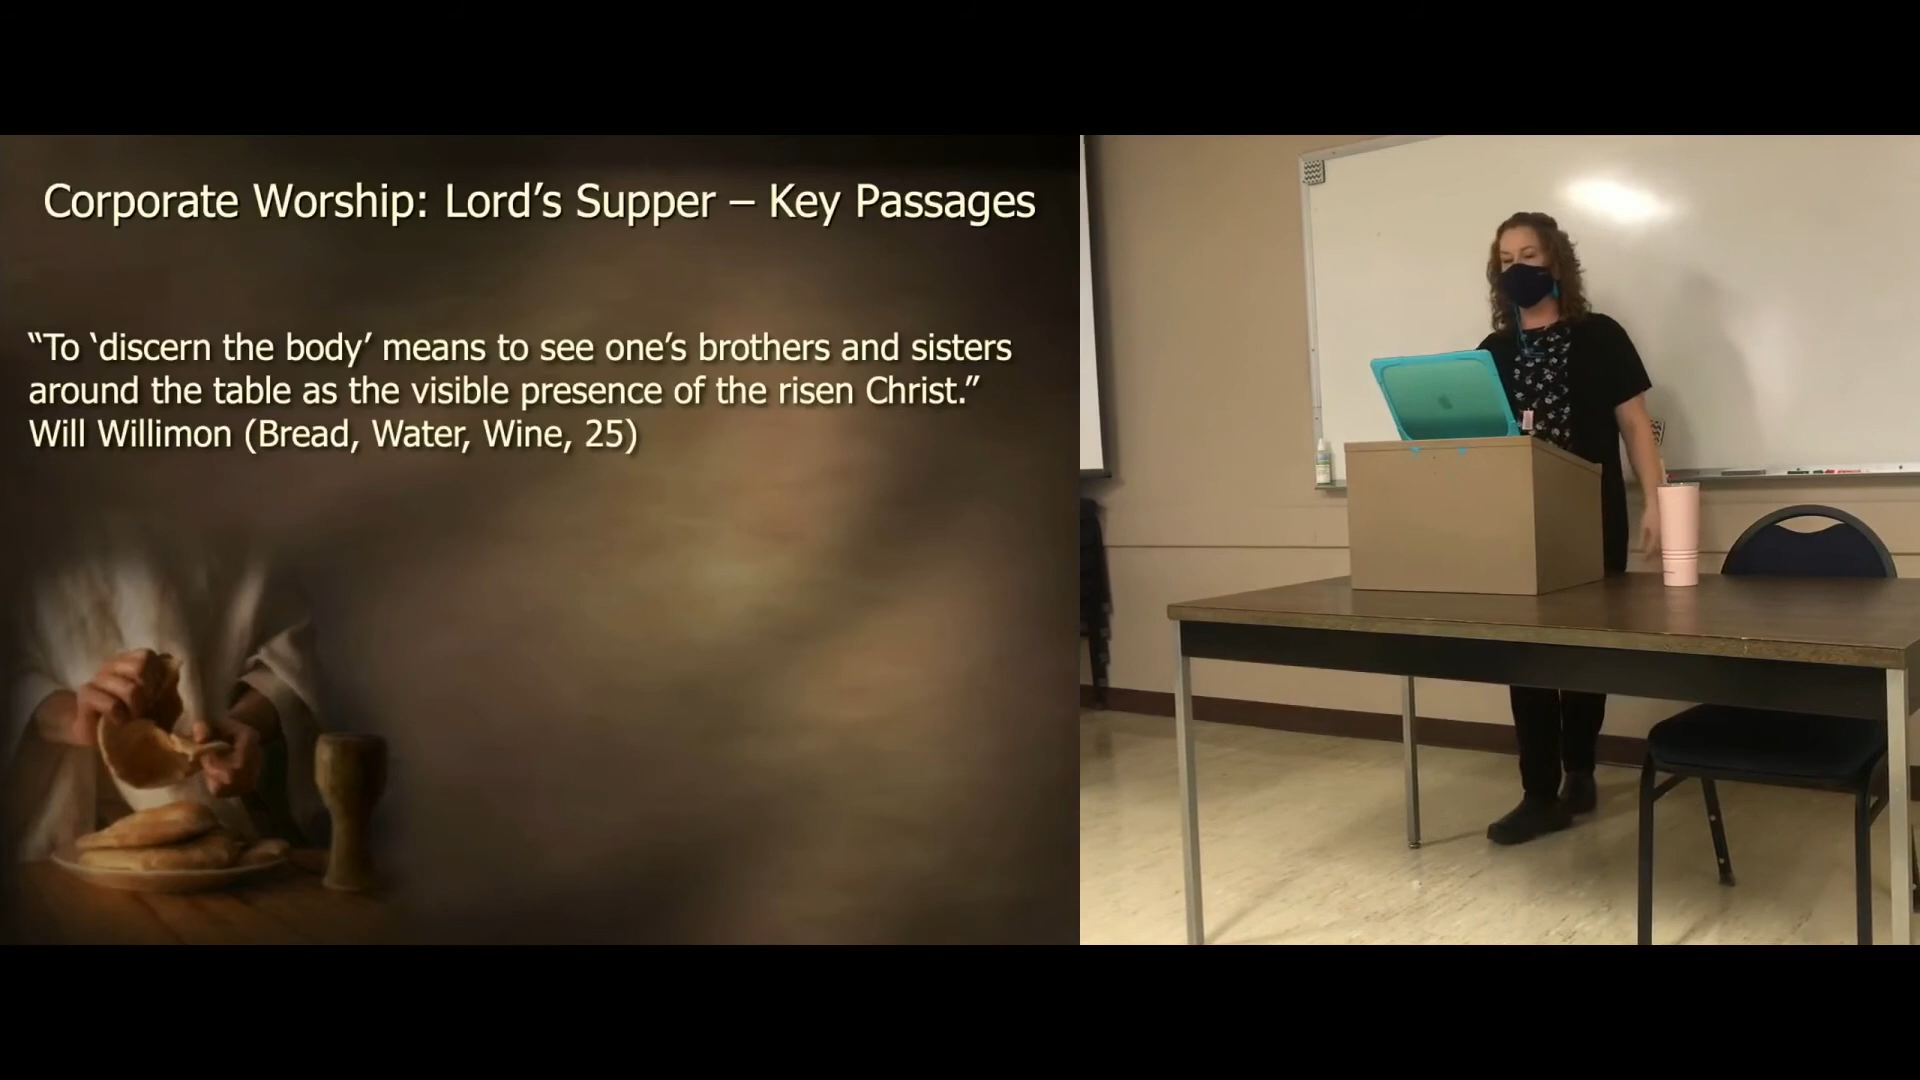 Corporate Worship: Lord’s Supper – Key Passages
“To ‘discern the body’ means to see one’s brothers and sisters
around the table as the visible presence of the risen Christ.”
Will Willimon (Bread, Water, Wine, 25)